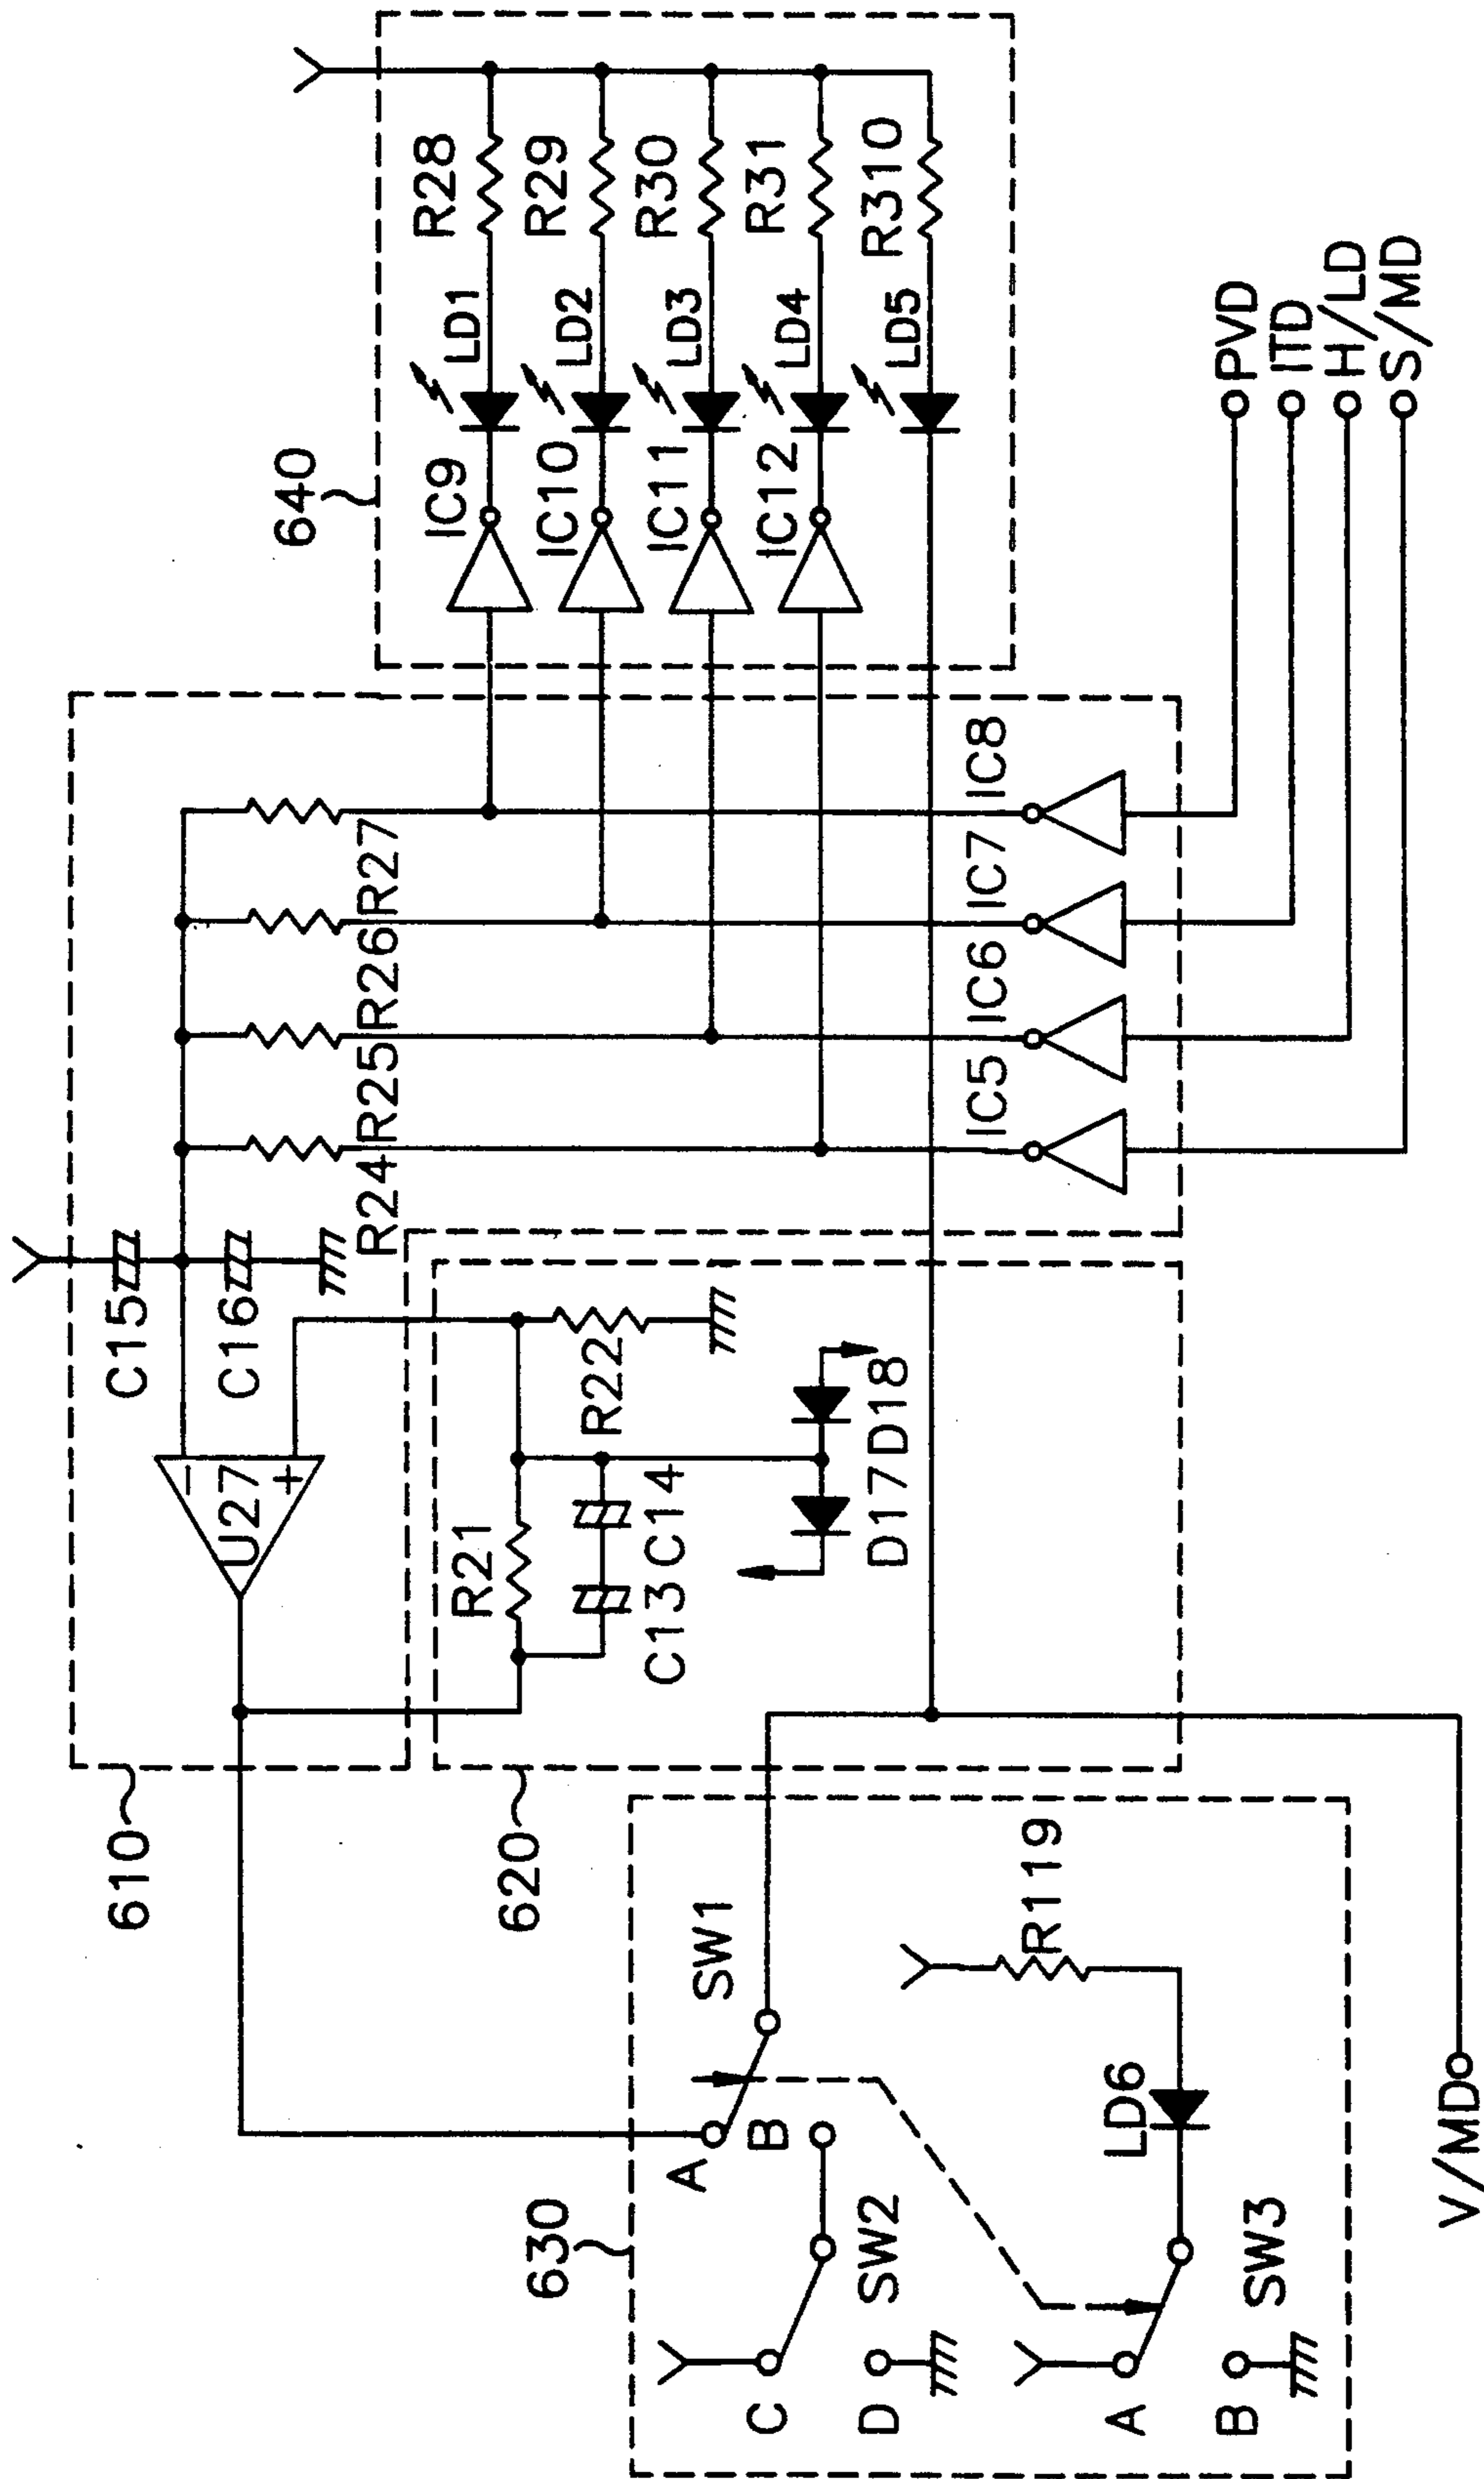 640
R28
R29
R30
R31
R310
LD1
LD2
LD3
LD4
LD5
IC9
IC10
IC11
IC12
PVD
ITD
H/LD
S/MD
IC8
IC7
IC6
IC5
R27
R26
R25
R24
C15
C16
U27
−
+
R22
R21
C13
C14
D17
D18
610
620
630
SW1
A
B
SW2
C
D
R119
LD6
SW3
A
B
V/MD